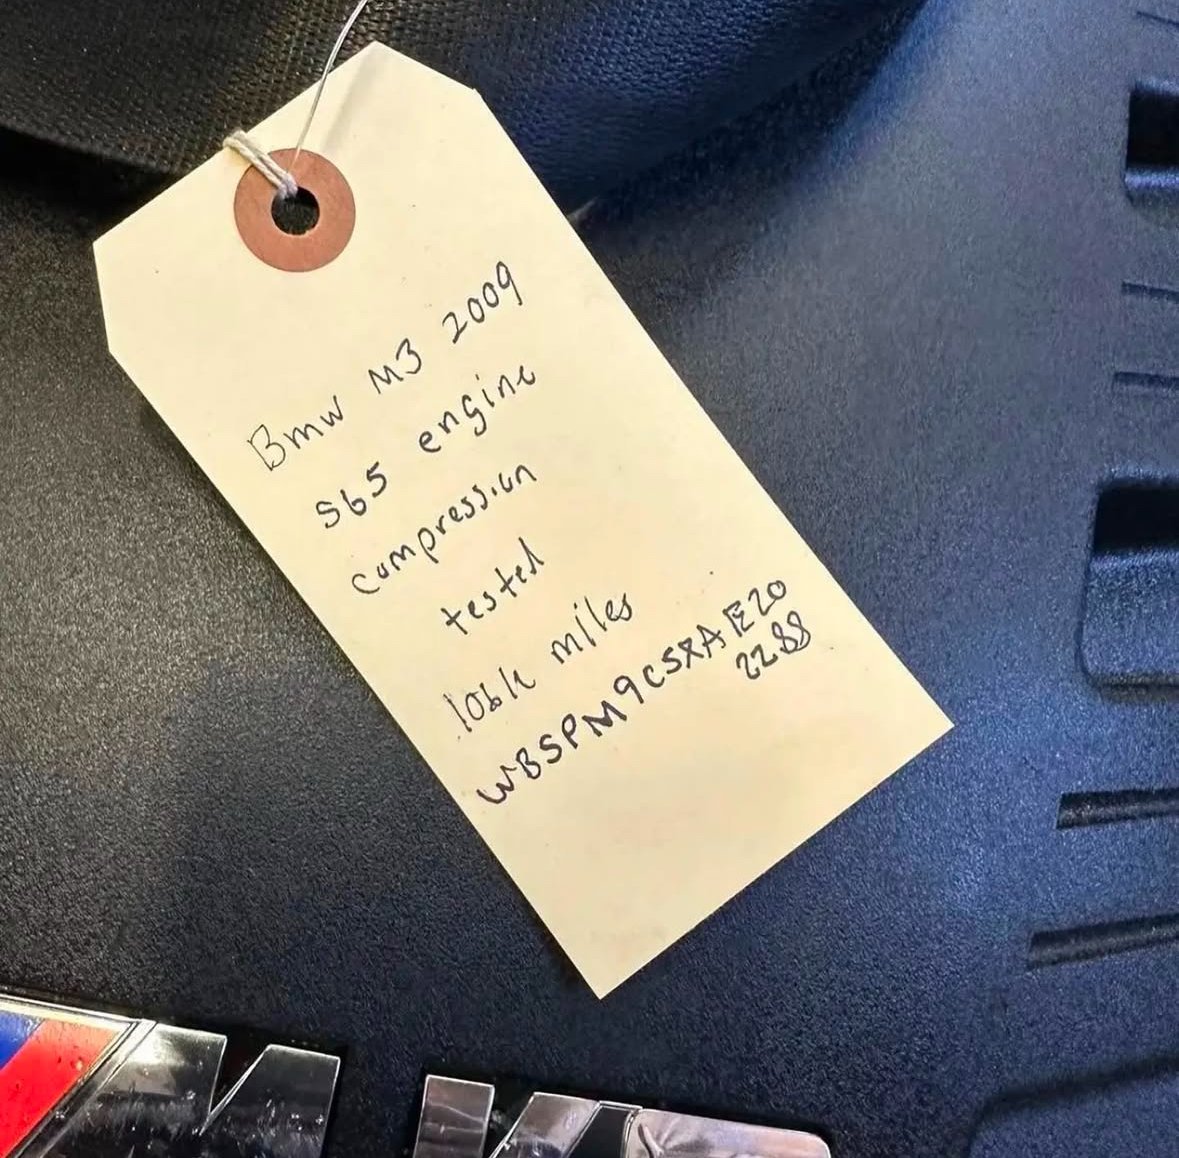 Bmw M3 2009
S65 engine
compression
tested
106k miles
WBSPM9C5XAE20
2288
M